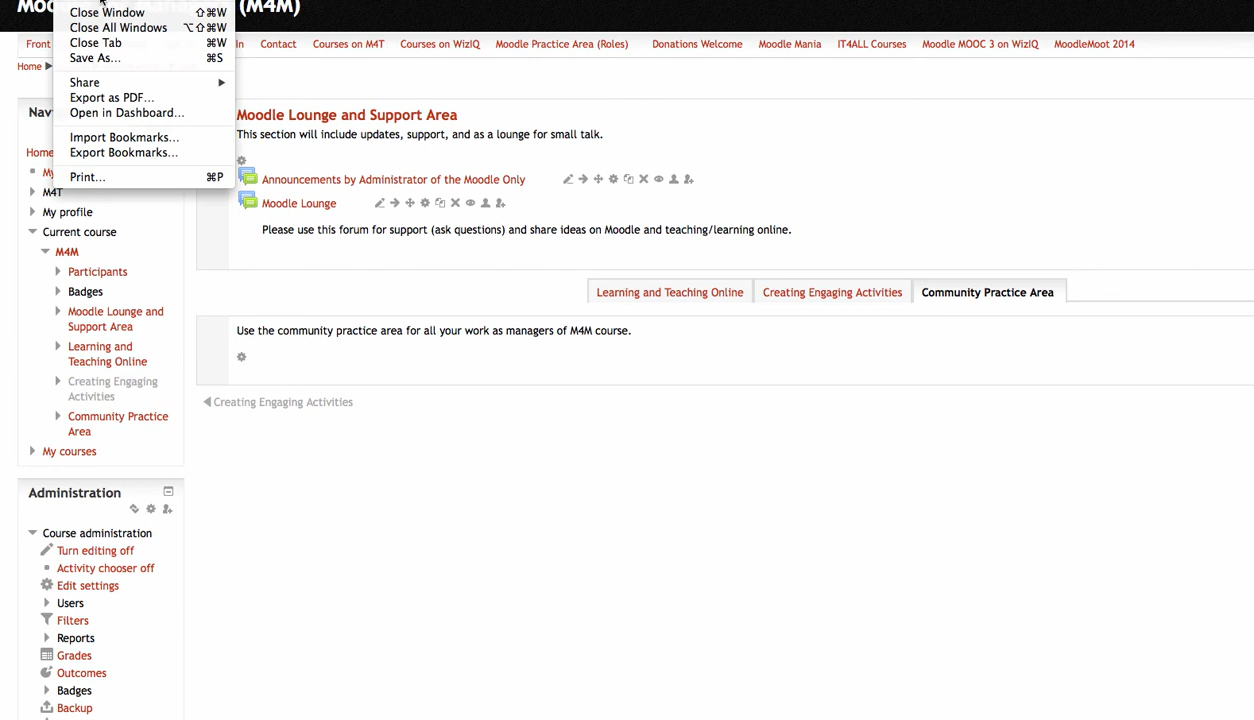 (M4M)
Close Window ⇧⌘W
Close All Windows ⌥⇧⌘W
Close Tab ⌘W
Save As... ⌘S
Share
Export as PDF...
Open in Dashboard...
Import Bookmarks...
Export Bookmarks...
Print... ⌘P
Front In Contact Courses on M4T Courses on WizIQ Moodle Practice Area (Roles) Donations Welcome Moodle Mania IT4ALL Courses Moodle MOOC 3 on WizIQ MoodleMoot 2014
Home
Home
M4T
My profile
Current course
M4M
Participants
Badges
Moodle Lounge and
Support Area
Learning and
Teaching Online
Creating Engaging
Activities
Community Practice
Area
My courses
Administration
Course administration
Turn editing off
Activity chooser off
Edit settings
Users
Filters
Reports
Grades
Outcomes
Badges
Backup
Moodle Lounge and Support Area
This section will include updates, support, and as a lounge for small talk.
Announcements by Administrator of the Moodle Only
Moodle Lounge
Please use this forum for support (ask questions) and share ideas on Moodle and teaching/learning online.
Learning and Teaching Online Creating Engaging Activities Community Practice Area
Use the community practice area for all your work as managers of M4M course.
Creating Engaging Activities